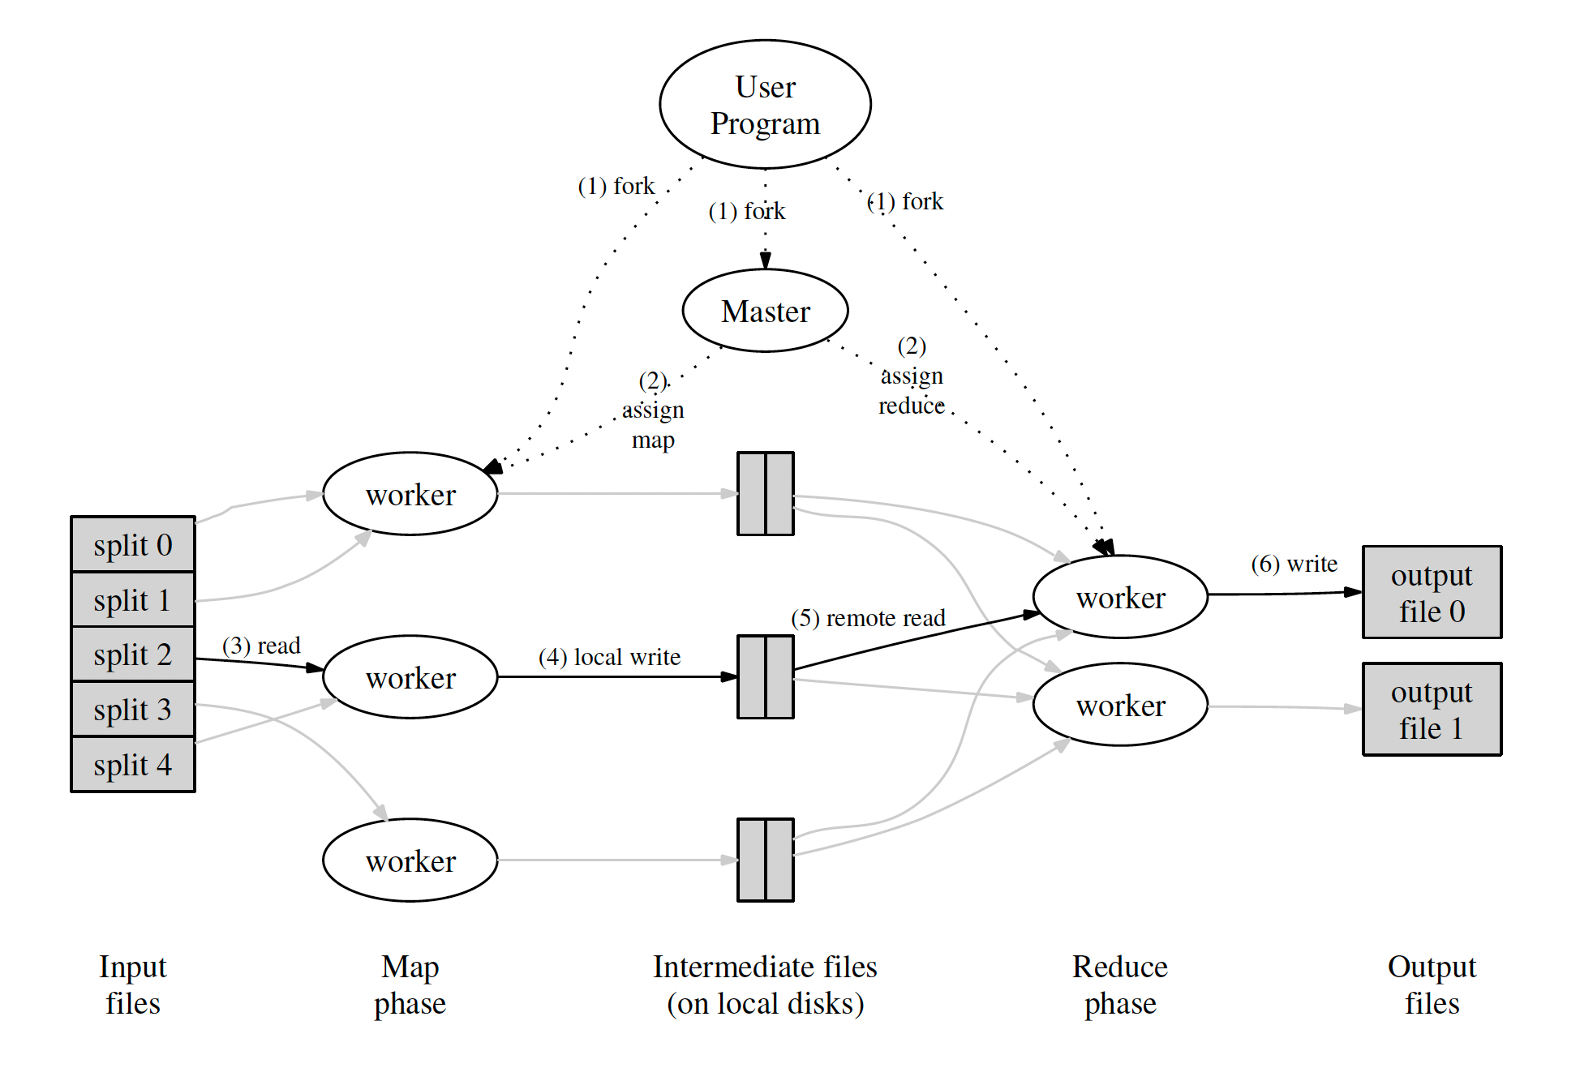 User
Program
(1) fork
(1) fork
(1) fork
Master
(2)
assign
map
(2)
assign
reduce
worker
split 0
split 1
split 2
split 3
split 4
(3) read
worker
(4) local write
worker
(5) remote read
worker
worker
(6) write
output
file 0
output
file 1
Input
files
Map
phase
Intermediate files
(on local disks)
Reduce
phase
Output
files